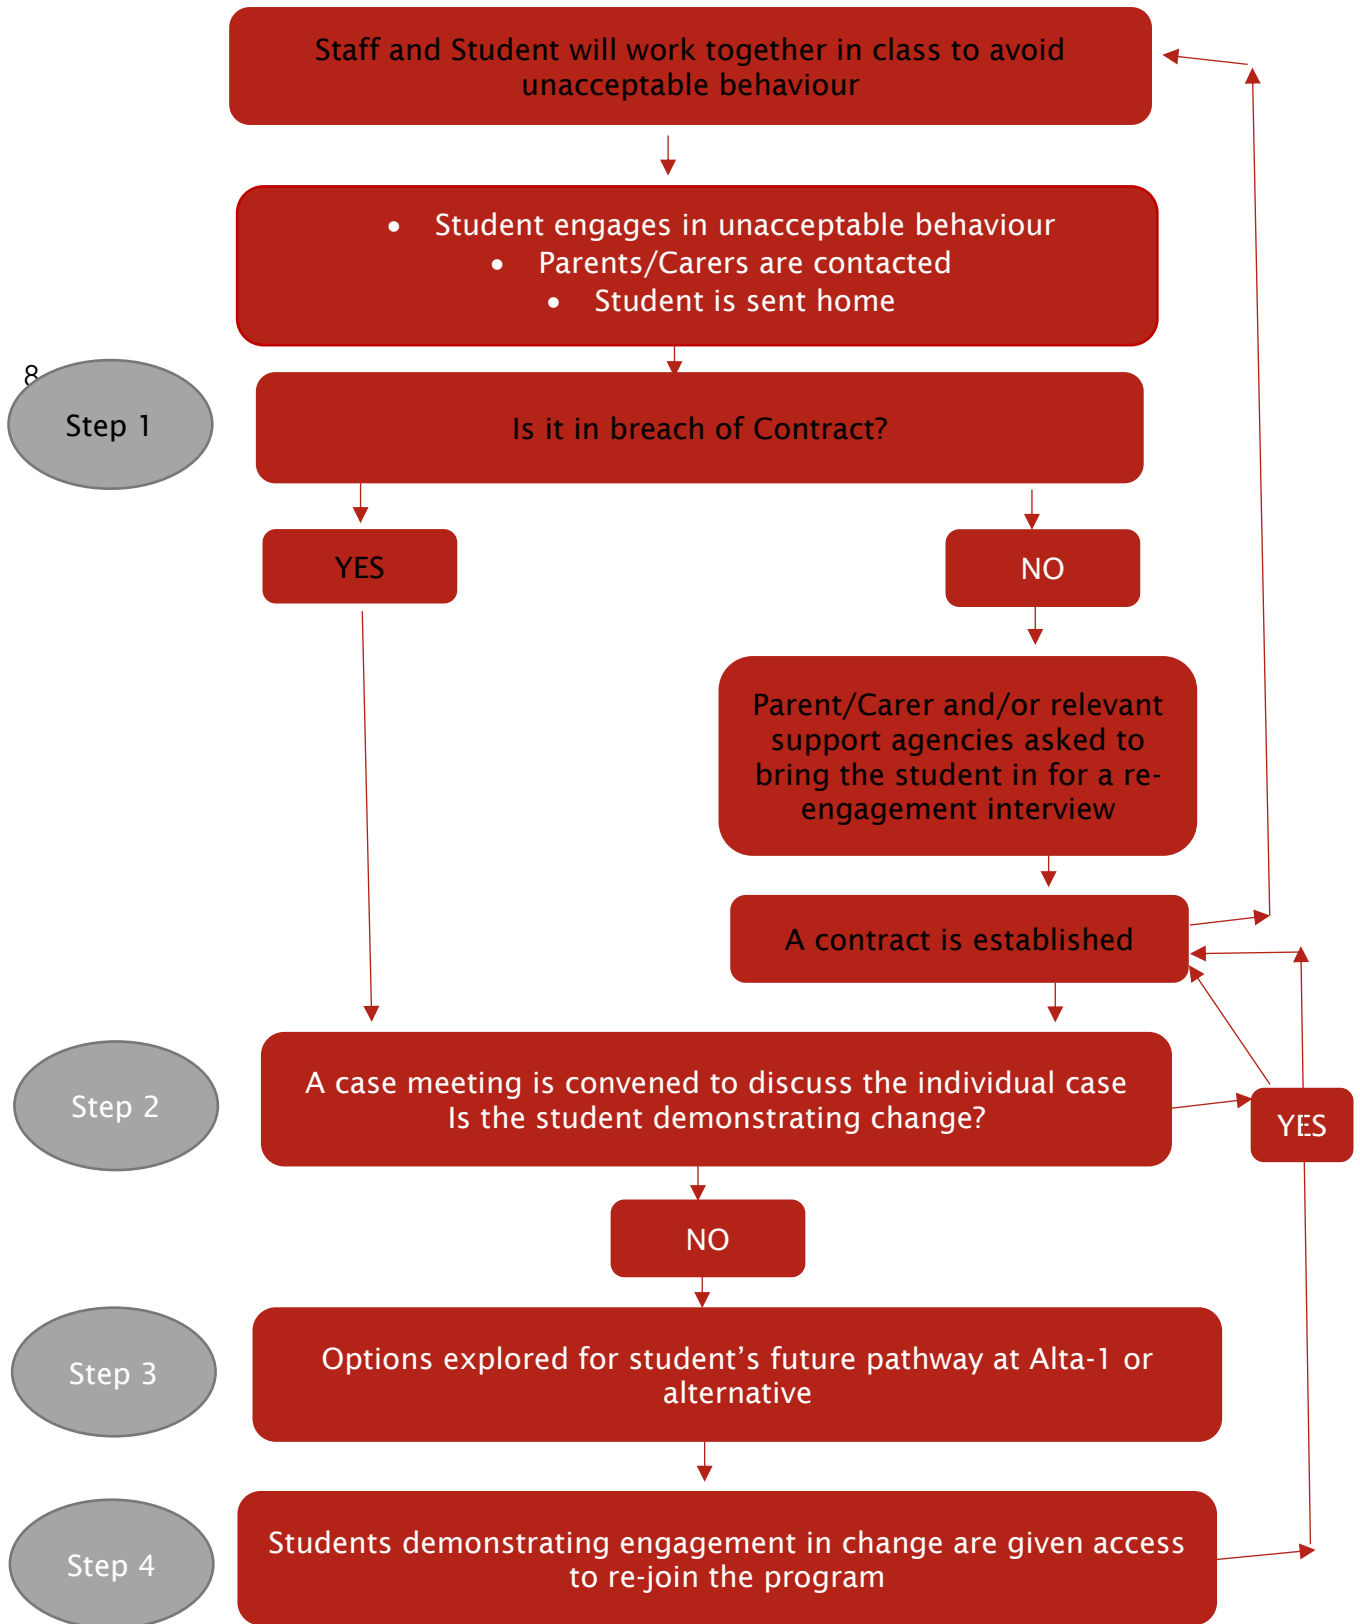 Staff and Student will work together in class to avoid
unacceptable behaviour
• Student engages in unacceptable behaviour
• Parents/Carers are contacted
• Student is sent home
8
Step 1
Is it in breach of Contract?
YES
NO
Parent/Carer and/or relevant
support agencies asked to
bring the student in for a re-
engagement interview
A contract is established
Step 2
A case meeting is convened to discuss the individual case
Is the student demonstrating change?
YES
NO
Step 3
Options explored for student’s future pathway at Alta-1 or
alternative
Step 4
Students demonstrating engagement in change are given access
to re-join the program